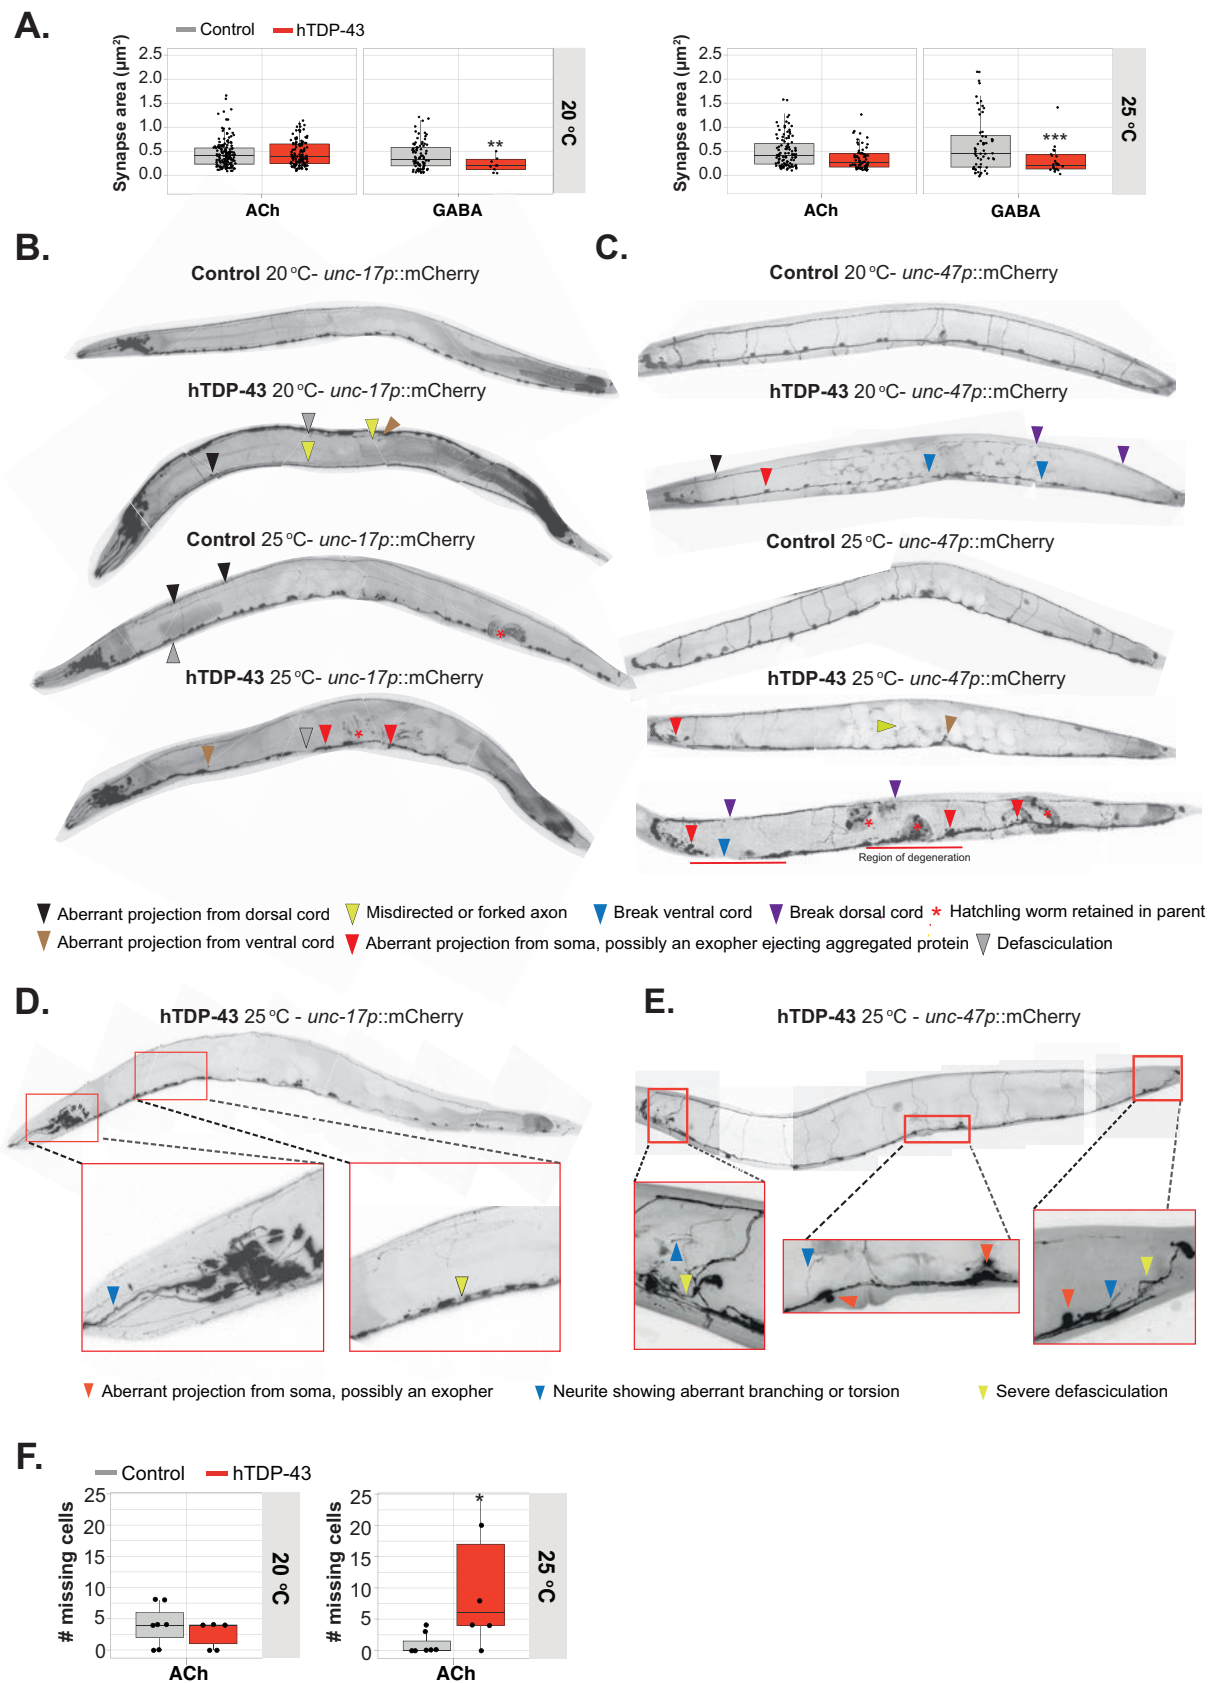 A.
Control hTDP-43
Synapse area (µm²)
2.5
2.0
1.5
1.0
0.5
0.0
**
ACh GABA
20 °C
Synapse area (µm²)
2.5
2.0
1.5
1.0
0.5
0.0
***
ACh GABA
25 °C
B.
Control 20 °C- unc-17p::mCherry
hTDP-43 20 °C- unc-17p::mCherry
Control 25 °C- unc-17p::mCherry
*
hTDP-43 25 °C- unc-17p::mCherry
*
C.
Control 20 °C- unc-47p::mCherry
hTDP-43 20 °C- unc-47p::mCherry
Control 25 °C- unc-47p::mCherry
hTDP-43 25 °C- unc-47p::mCherry
* * *
Region of degeneration
Aberrant projection from dorsal cord Misdirected or forked axon Break ventral cord Break dorsal cord * Hatchling worm retained in parent
Aberrant projection from ventral cord Aberrant projection from soma, possibly an exopher ejecting aggregated protein Defasciculation
D.
hTDP-43 25 °C - unc-17p::mCherry
E.
hTDP-43 25 °C - unc-47p::mCherry
Aberrant projection from soma, possibly an exopher Neurite showing aberrant branching or torsion Severe defasciculation
F.
Control hTDP-43
# missing cells
25
20
15
10
5
0
ACh
20 °C
# missing cells
25
20
15
10
5
0
*
ACh
25 °C